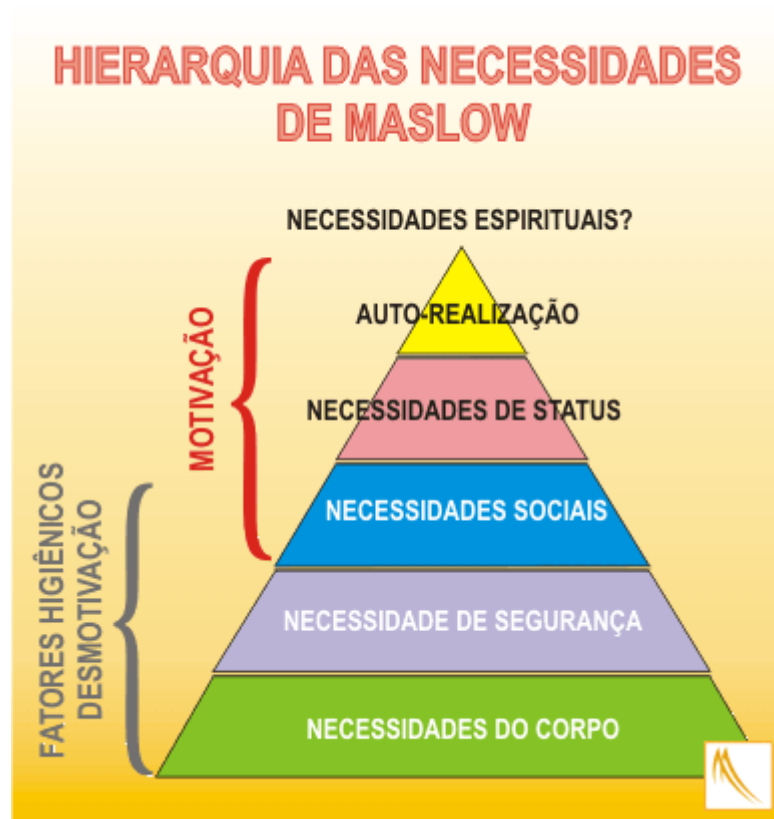 HIERARQUIA DAS NECESSIDADES
DE MASLOW
NECESSIDADES ESPIRITUAIS?
AUTO-REALIZAÇÃO
NECESSIDADES DE STATUS
NECESSIDADES SOCIAIS
NECESSIDADE DE SEGURANÇA
NECESSIDADES DO CORPO
MOTIVAÇÃO
FATORES HIGIÊNICOS
DESMOTIVAÇÃO